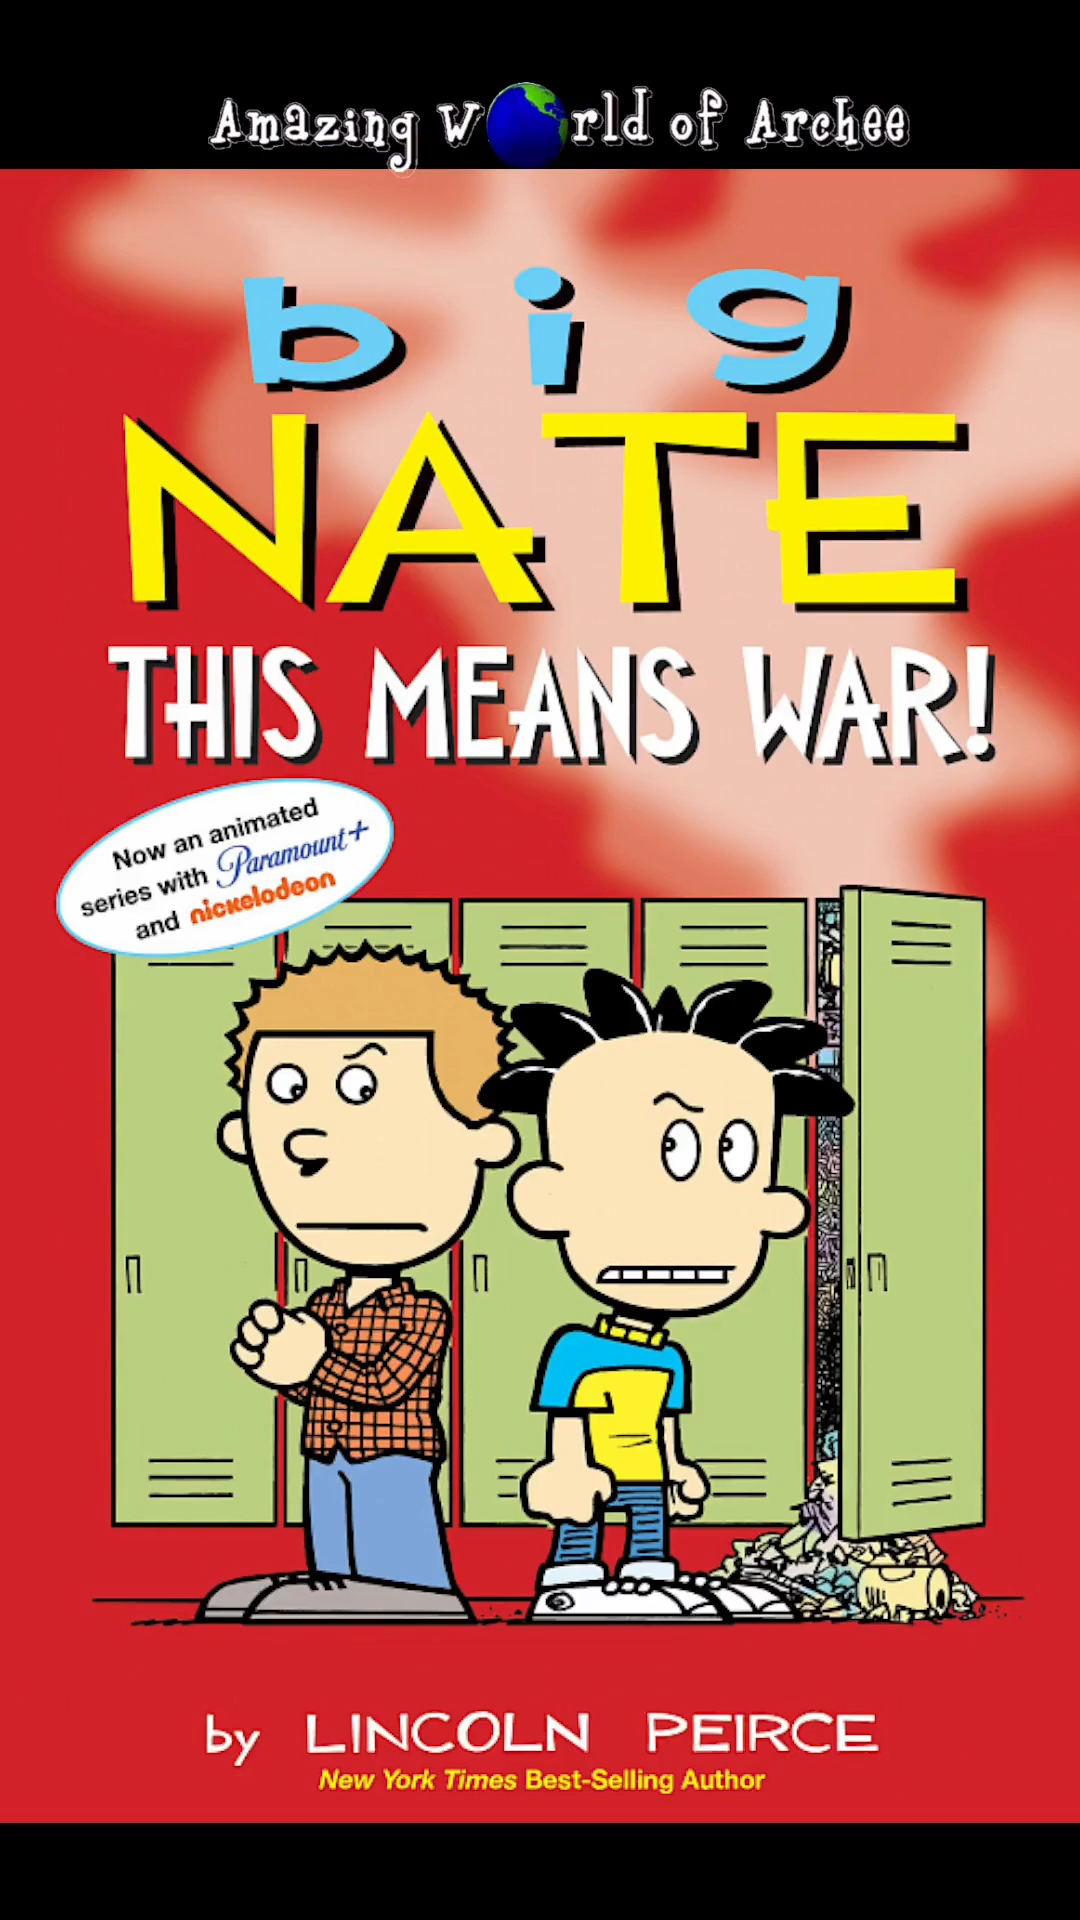 Amazing World of Archee
big
NATE
THIS MEANS WAR!
Now an animated
series with Paramount+
and nickelodeon
by LINCOLN PEIRCE
New York Times Best-Selling Author